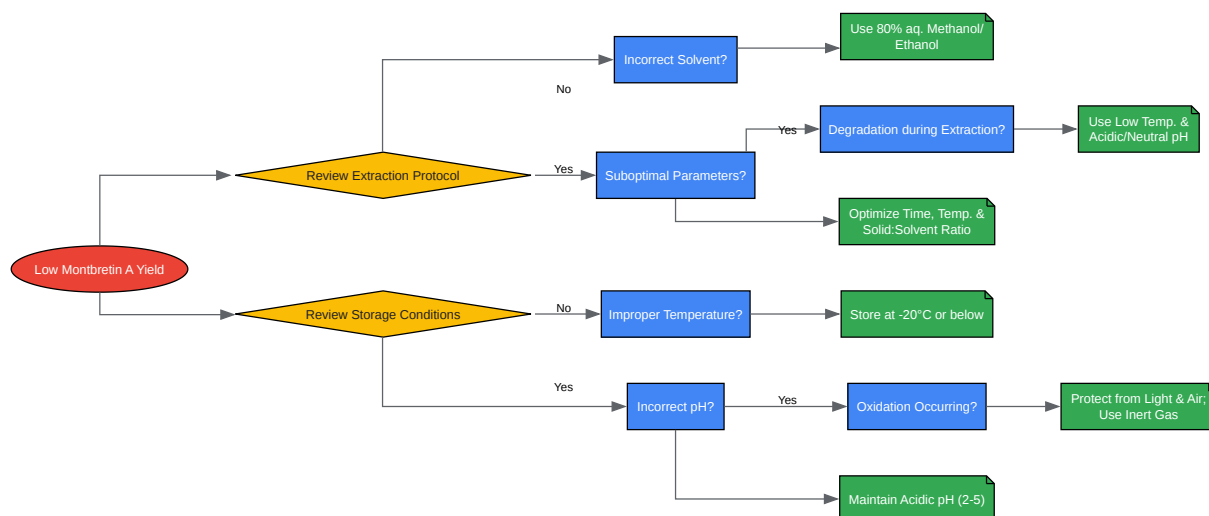 Use 80% aq. Methanol/
Ethanol
Incorrect Solvent?
No
Use Low Temp. &
Acidic/Neutral pH
Degradation during Extraction?
Yes
Review Extraction Protocol
Yes
Suboptimal Parameters?
Optimize Time, Temp. &
Solid:Solvent Ratio
Low Montbretin A Yield
Review Storage Conditions
No
Improper Temperature?
Store at -20°C or below
Yes
Incorrect pH?
Yes
Oxidation Occurring?
Protect from Light & Air;
Use Inert Gas
Maintain Acidic pH (2-5)